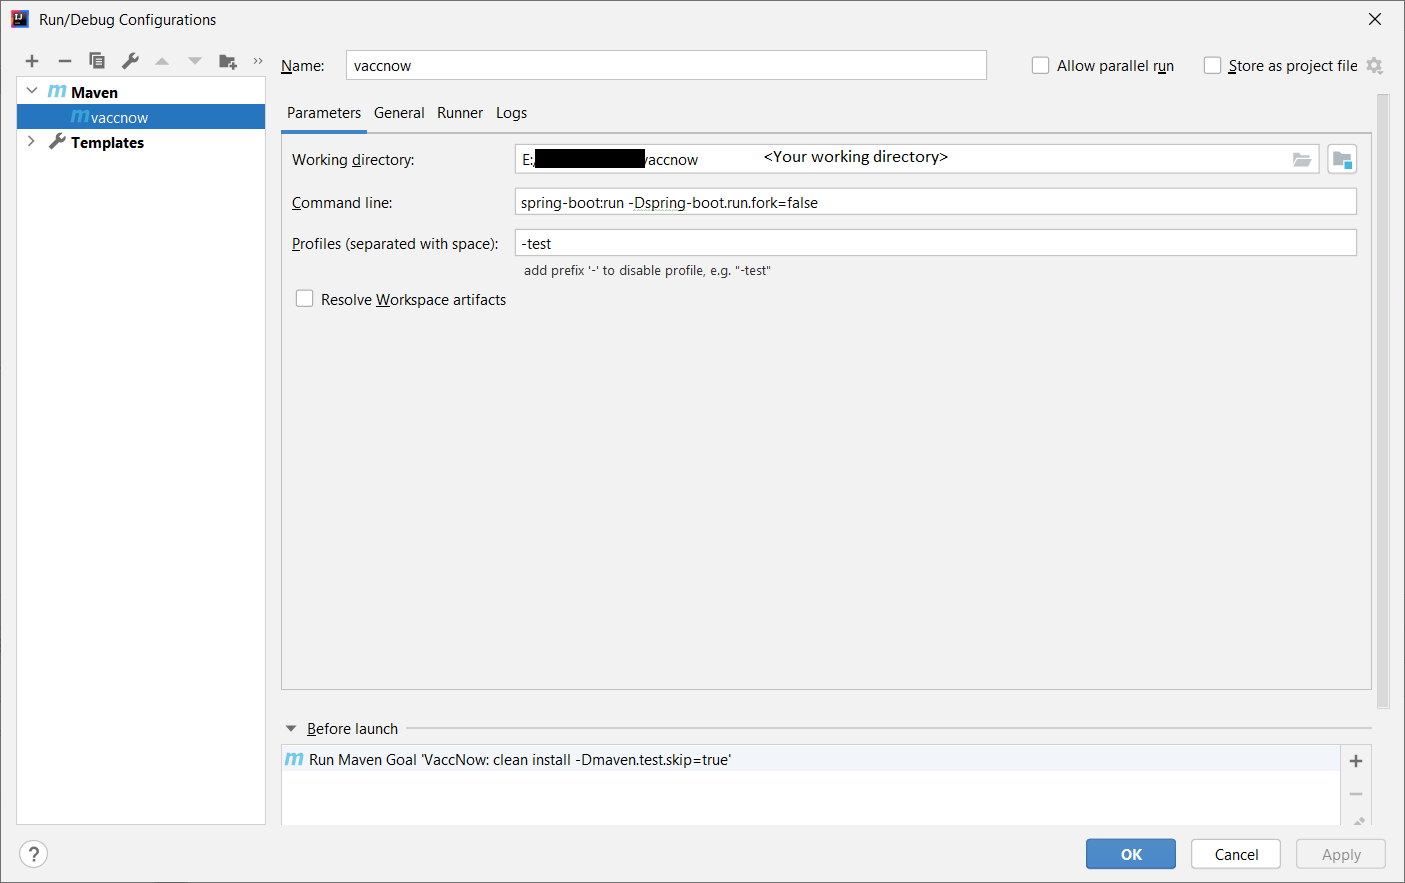 Run/Debug Configurations
Name: vaccnow
Allow parallel run
Store as project file
Maven
vaccnow
Templates
Parameters General Runner Logs
Working directory: E:/ vaccnow <Your working directory>
Command line: spring-boot:run -Dspring-boot.run.fork=false
Profiles (separated with space): -test
add prefix '-' to disable profile, e.g. "-test"
Resolve Workspace artifacts
Before launch
Run Maven Goal 'VaccNow: clean install -Dmaven.test.skip=true'
? OK Cancel Apply